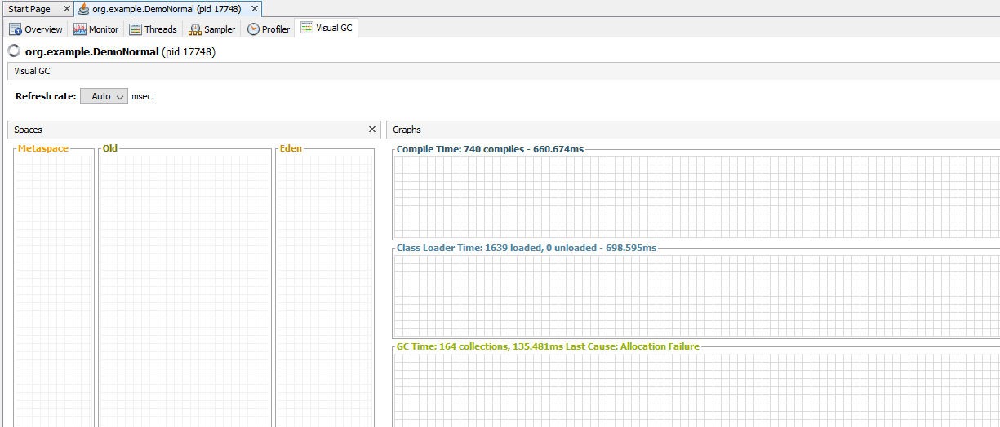 Start Page
org.example.DemoNormal (pid 17748)
Overview Monitor Threads Sampler Profiler Visual GC
org.example.DemoNormal (pid 17748)
Visual GC
Refresh rate: Auto msec.
Spaces
Graphs
Metaspace
Old
Eden
Compile Time: 740 compiles - 660.674ms
Class Loader Time: 1639 loaded, 0 unloaded - 698.595ms
GC Time: 164 collections, 135.481ms Last Cause: Allocation Failure